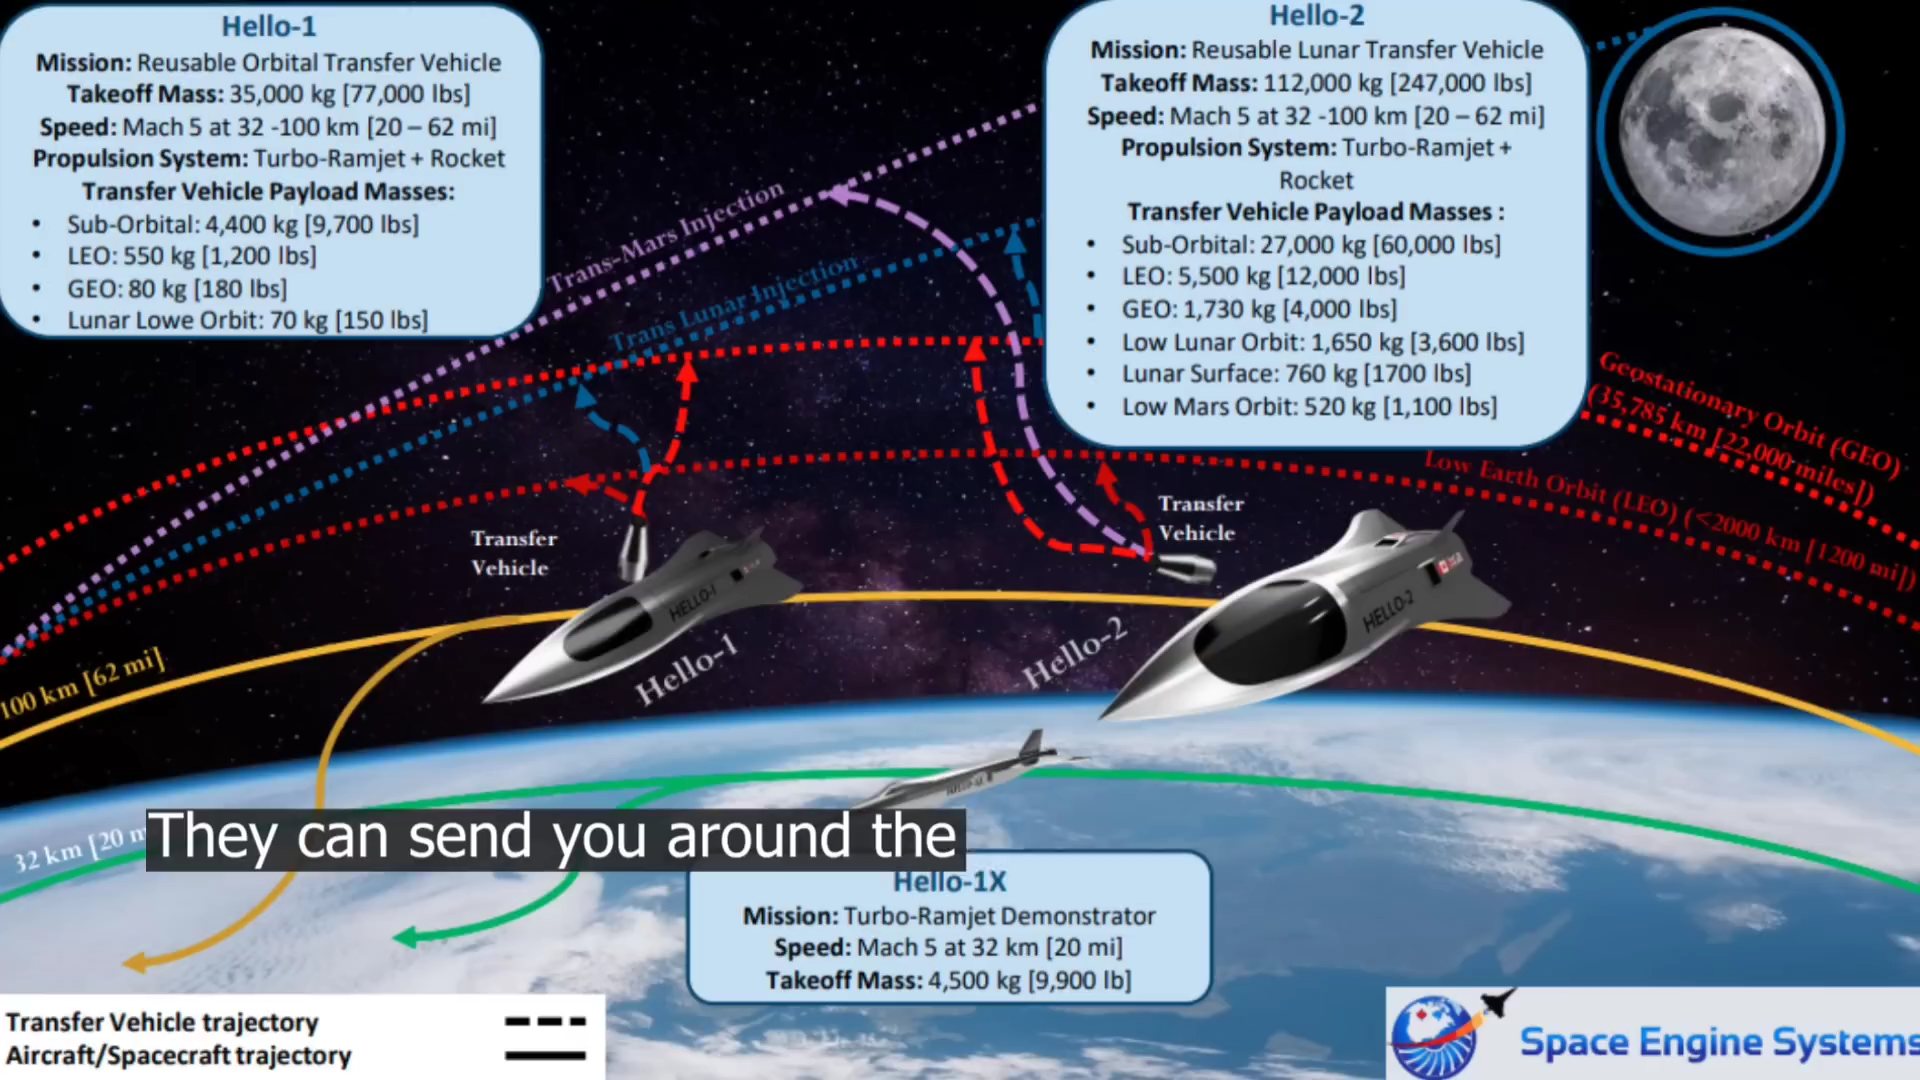 Hello-1
Mission: Reusable Orbital Transfer Vehicle
Takeoff Mass: 35,000 kg [77,000 lbs]
Speed: Mach 5 at 32 -100 km [20 – 62 mi]
Propulsion System: Turbo-Ramjet + Rocket
Transfer Vehicle Payload Masses:
• Sub-Orbital: 4,400 kg [9,700 lbs]
• LEO: 550 kg [1,200 lbs]
• GEO: 80 kg [180 lbs]
• Lunar Lowe Orbit: 70 kg [150 lbs]
Hello-2
Mission: Reusable Lunar Transfer Vehicle
Takeoff Mass: 112,000 kg [247,000 lbs]
Speed: Mach 5 at 32 -100 km [20 – 62 mi]
Propulsion System: Turbo-Ramjet +
Rocket
Transfer Vehicle Payload Masses :
• Sub-Orbital: 27,000 kg [60,000 lbs]
• LEO: 5,500 kg [12,000 lbs]
• GEO: 1,730 kg [4,000 lbs]
• Low Lunar Orbit: 1,650 kg [3,600 lbs]
• Lunar Surface: 760 kg [1700 lbs]
• Low Mars Orbit: 520 kg [1,100 lbs]
Trans-Mars Injection
Trans Lunar Injection
Geostationary Orbit (GEO)
(35,785 km [22,000 miles])
Low Earth Orbit (LEO) (<2000 km [1200 mi])
Transfer
Vehicle
Transfer
Vehicle
HELLO-1
Hello-1
HELLO-2
Hello-2
100 km [62 mi]
32 km [20 m
They can send you around the
Hello-1X
Mission: Turbo-Ramjet Demonstrator
Speed: Mach 5 at 32 km [20 mi]
Takeoff Mass: 4,500 kg [9,900 lb]
Transfer Vehicle trajectory
Aircraft/Spacecraft trajectory
Space Engine Systems